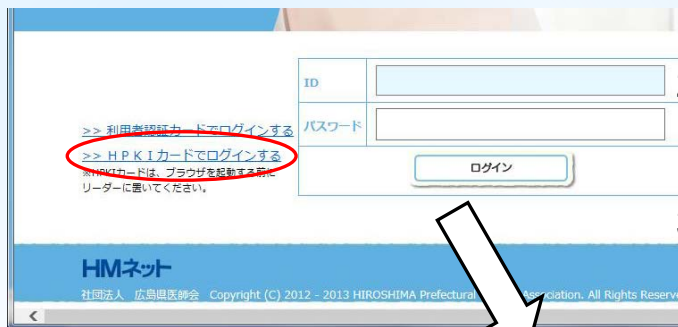 ID
パスワード
>> 利用者認証カードでログインする
>> ＨＰＫＩカードでログインする
※HPKIカードは、ブラウザを起動する前に
リーダーに置いてください。
ログイン
HMネット
社団法人 広島県医師会 Copyright (C) 2012 - 2013 HIROSHIMA Prefectural Association. All Rights Reserve